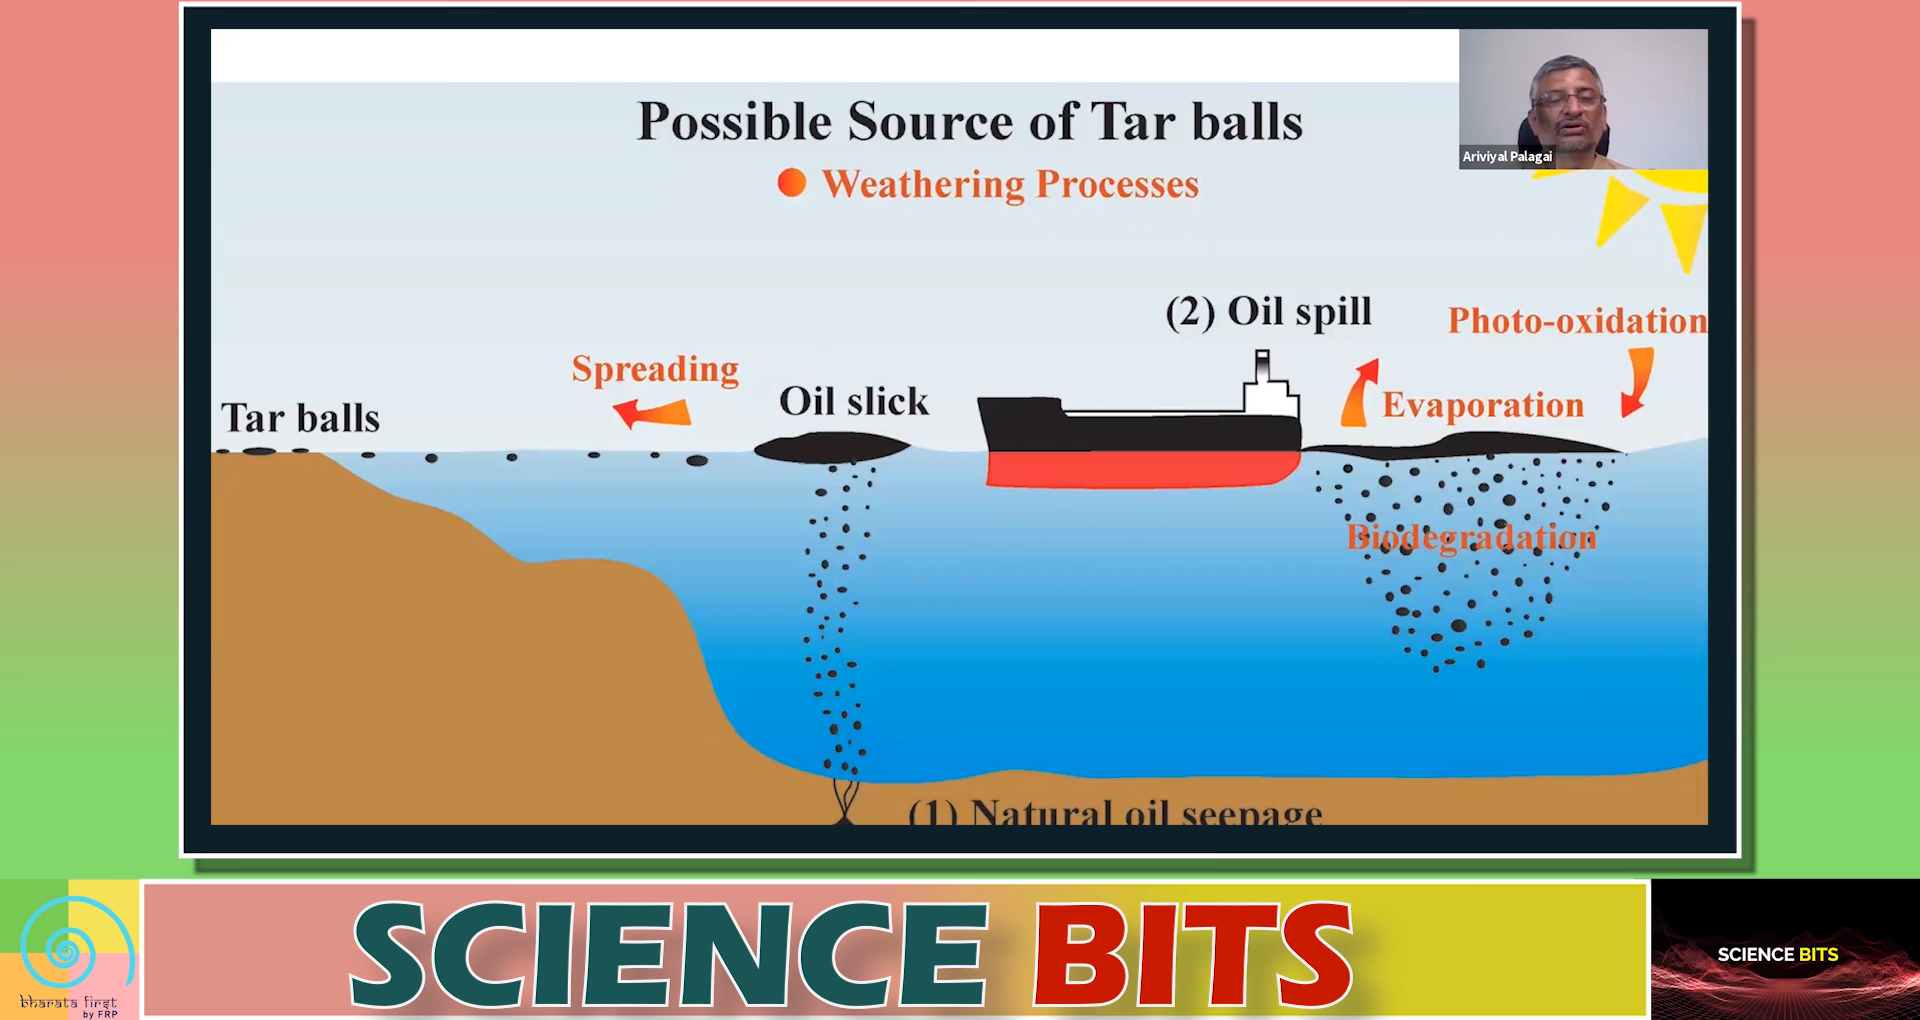 Possible Source of Tar balls
Weathering Processes
Ariviyal Palagai
(2) Oil spill
Photo-oxidation
Spreading
Evaporation
Oil slick
Tar balls
Biodegradation
(1) Natural oil seepage
SCIENCE BITS
SCIENCE BITS
bharata first
by FRP